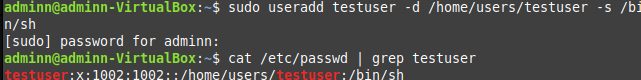 adminn@adminn-VirtualBox:~$ sudo useradd testuser -d /home/users/testuser -s /bi
n/sh
[sudo] password for adminn:
adminn@adminn-VirtualBox:~$ cat /etc/passwd | grep testuser
testuser:x:1002:1002::/home/users/testuser:/bin/sh